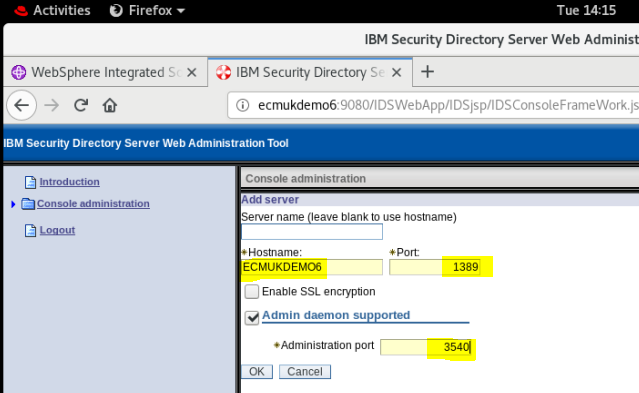 Activities Firefox Tue 14:15
IBM Security Directory Server Web Administ
WebSphere Integrated So IBM Security Directory Se
ecmukdemo6:9080/IDSWebApp/IDSjsp/IDSConsoleFrameWork.js
IBM Security Directory Server Web Administration Tool
Introduction
Console administration
Logout
Console administration
Add server
Server name (leave blank to use hostname)
*Hostname: *Port:
ECMUKDEMO6 1389
Enable SSL encryption
Admin daemon supported
*Administration port 3540
OK Cancel